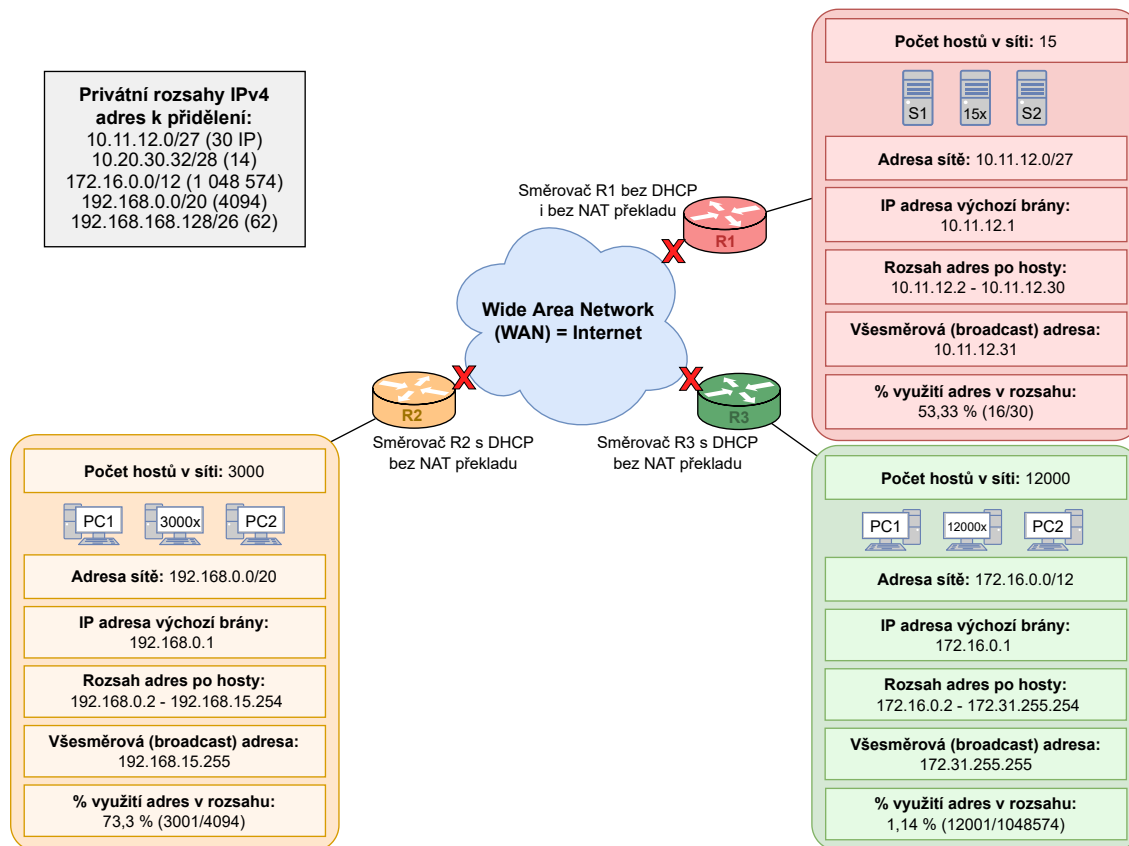 Privátní rozsahy IPv4
adres k přidělení:
10.11.12.0/27 (30 IP)
10.20.30.32/28 (14)
172.16.0.0/12 (1 048 574)
192.168.0.0/20 (4094)
192.168.168.128/26 (62)
Směrovač R1 bez DHCP
i bez NAT překladu
R1
Wide Area Network
(WAN) = Internet
R2
Směrovač R2 s DHCP
bez NAT překladu
R3
Směrovač R3 s DHCP
bez NAT překladu
Počet hostů v síti: 15
S1
15x
S2
Adresa sítě: 10.11.12.0/27
IP adresa výchozí brány:
10.11.12.1
Rozsah adres po hosty:
10.11.12.2 - 10.11.12.30
Všesměrová (broadcast) adresa:
10.11.12.31
% využití adres v rozsahu:
53,33 % (16/30)
Počet hostů v síti: 3000
PC1
3000x
PC2
Adresa sítě: 192.168.0.0/20
IP adresa výchozí brány:
192.168.0.1
Rozsah adres po hosty:
192.168.0.2 - 192.168.15.254
Všesměrová (broadcast) adresa:
192.168.15.255
% využití adres v rozsahu:
73,3 % (3001/4094)
Počet hostů v síti: 12000
PC1
12000x
PC2
Adresa sítě: 172.16.0.0/12
IP adresa výchozí brány:
172.16.0.1
Rozsah adres po hosty:
172.16.0.2 - 172.31.255.254
Všesměrová (broadcast) adresa:
172.31.255.255
% využití adres v rozsahu:
1,14 % (12001/1048574)